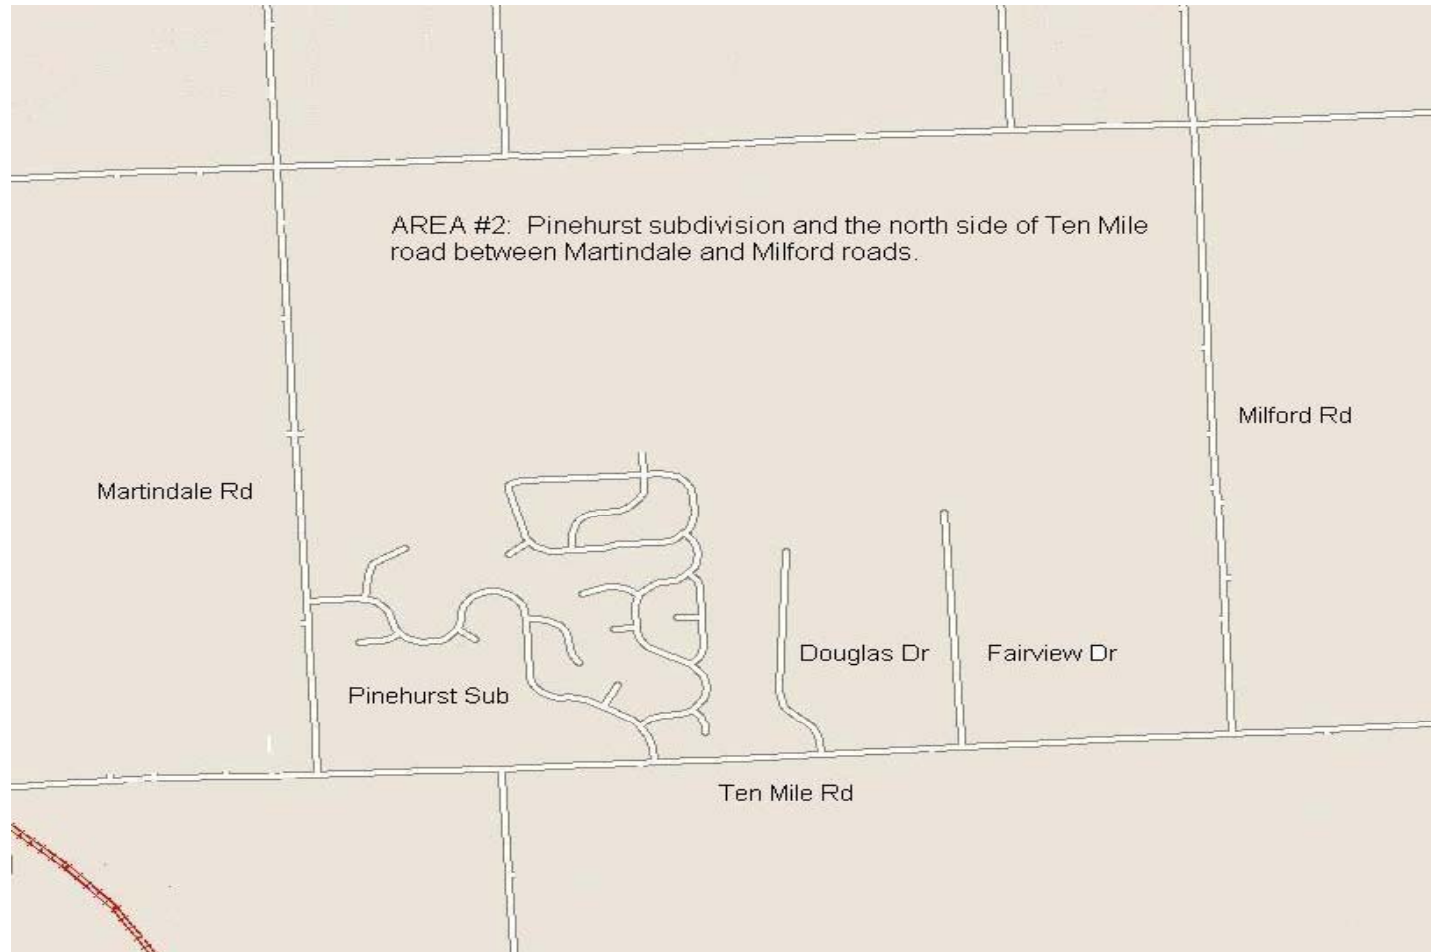 AREA #2:  Pinehurst subdivision and the north side of Ten Mile
road between Martindale and Milford roads.
Milford Rd
Martindale Rd
Douglas Dr
Fairview Dr
Pinehurst Sub
Ten Mile Rd